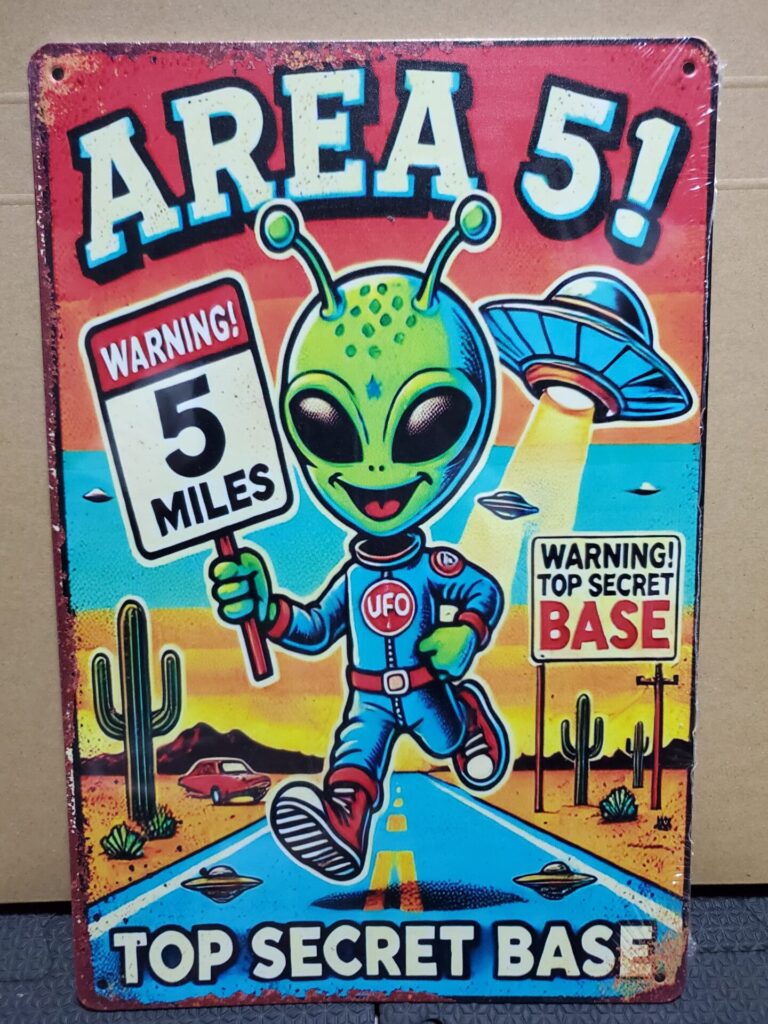 AREA 5!
WARNING!
5
MILES
WARNING!
TOP SECRET
BASE
UFO
TOP SECRET BASE